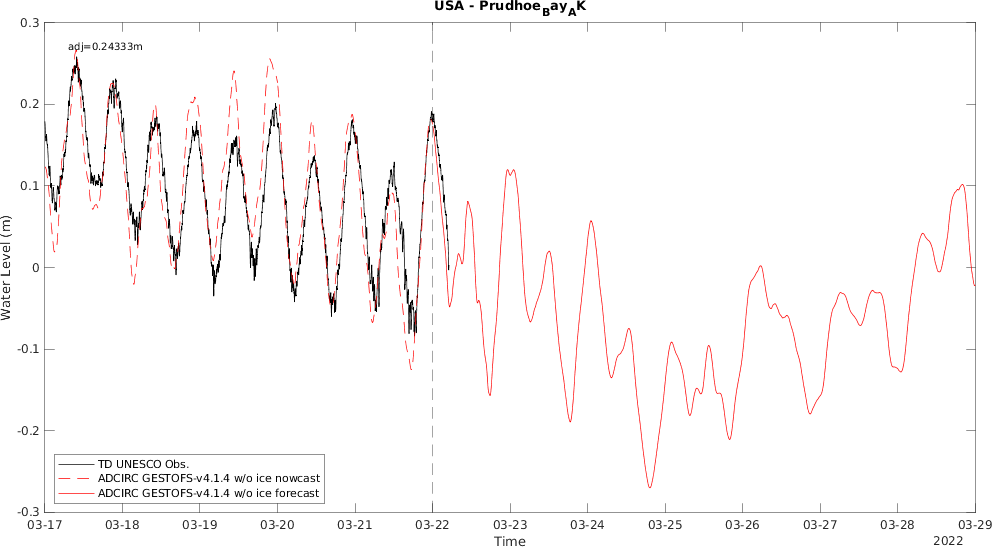 USA - PrudhoeBayAK
adj=0.24333m
0.3
0.2
0.1
0
-0.1
-0.2
-0.3
Water Level (m)
TD UNESCO Obs.
ADCIRC GESTOFS-v4.1.4 w/o ice nowcast
ADCIRC GESTOFS-v4.1.4 w/o ice forecast
03-17 03-18 03-19 03-20 03-21 03-22 03-23 03-24 03-25 03-26 03-27 03-28 03-29
Time
2022